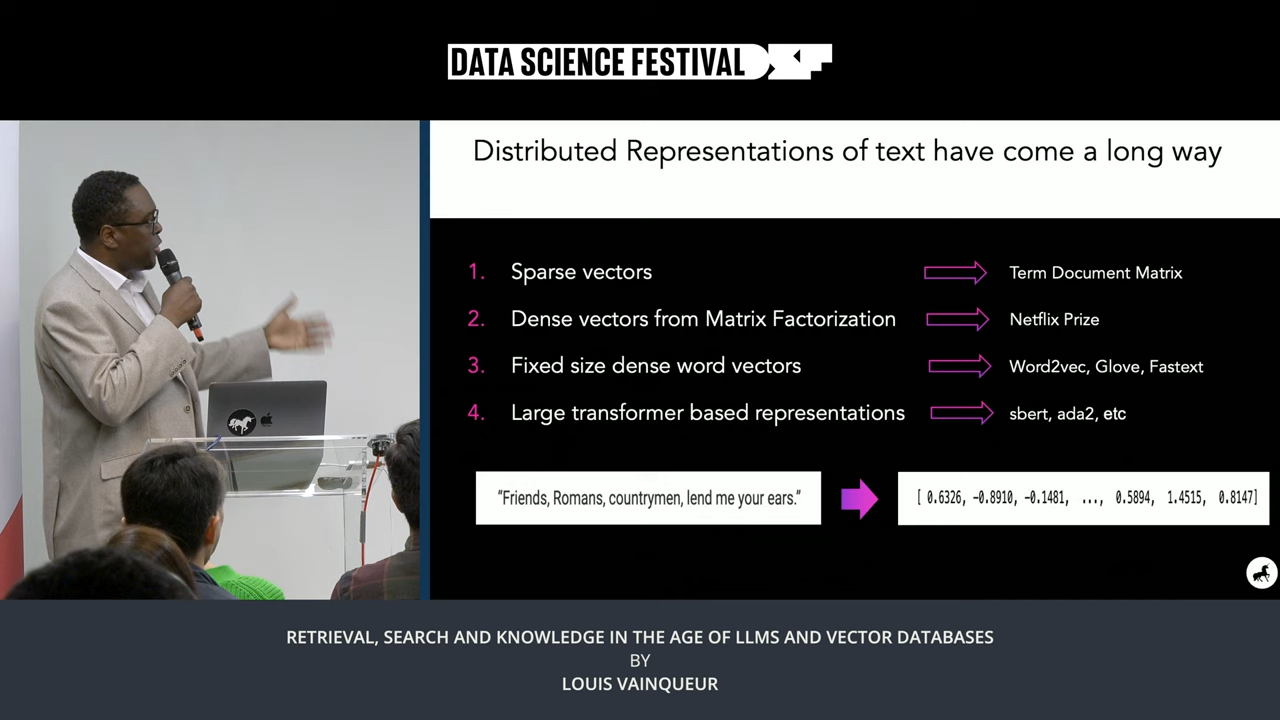 DATA SCIENCE FESTIVAL
Distributed Representations of text have come a long way
1. Sparse vectors Term Document Matrix
2. Dense vectors from Matrix Factorization Netflix Prize
3. Fixed size dense word vectors Word2vec, Glove, Fastext
4. Large transformer based representations sbert, ada2, etc
“Friends, Romans, countrymen, lend me your ears.” [ 0.6326, -0.8910, -0.1481, ..., 0.5894, 1.4515, 0.8147]
RETRIEVAL, SEARCH AND KNOWLEDGE IN THE AGE OF LLMS AND VECTOR DATABASES
BY
LOUIS VAINQUEUR